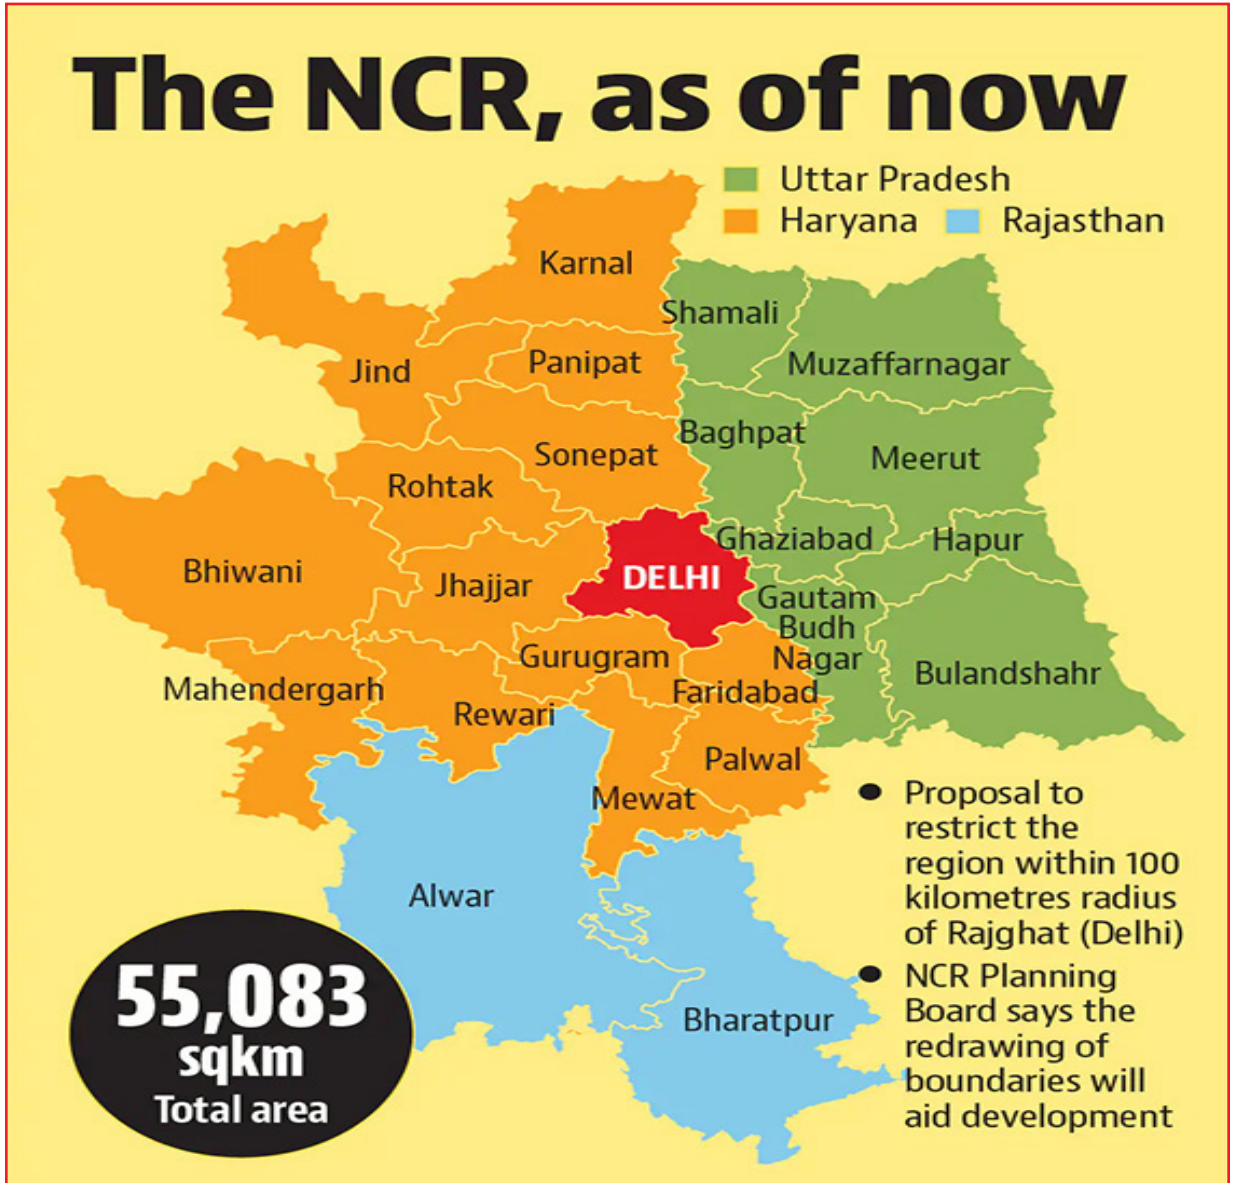 The NCR, as of now
Uttar Pradesh
Haryana
Rajasthan
Karnal
Shamali
Muzaffarnagar
Jind
Panipat
Baghpat
Sonepat
Meerut
Rohtak
Ghaziabad
Hapur
Bhiwani
Jhajjar
DELHI
Gautam
Budh
Nagar
Gurugram
Bulandshahr
Mahendergarh
Faridabad
Rewari
Palwal
Mewat
Alwar
Bharatpur
55,083
sqkm
Total area
● Proposal to
restrict the
region within 100
kilometres radius
of Rajghat (Delhi)
● NCR Planning
Board says the
redrawing of
boundaries will
aid development